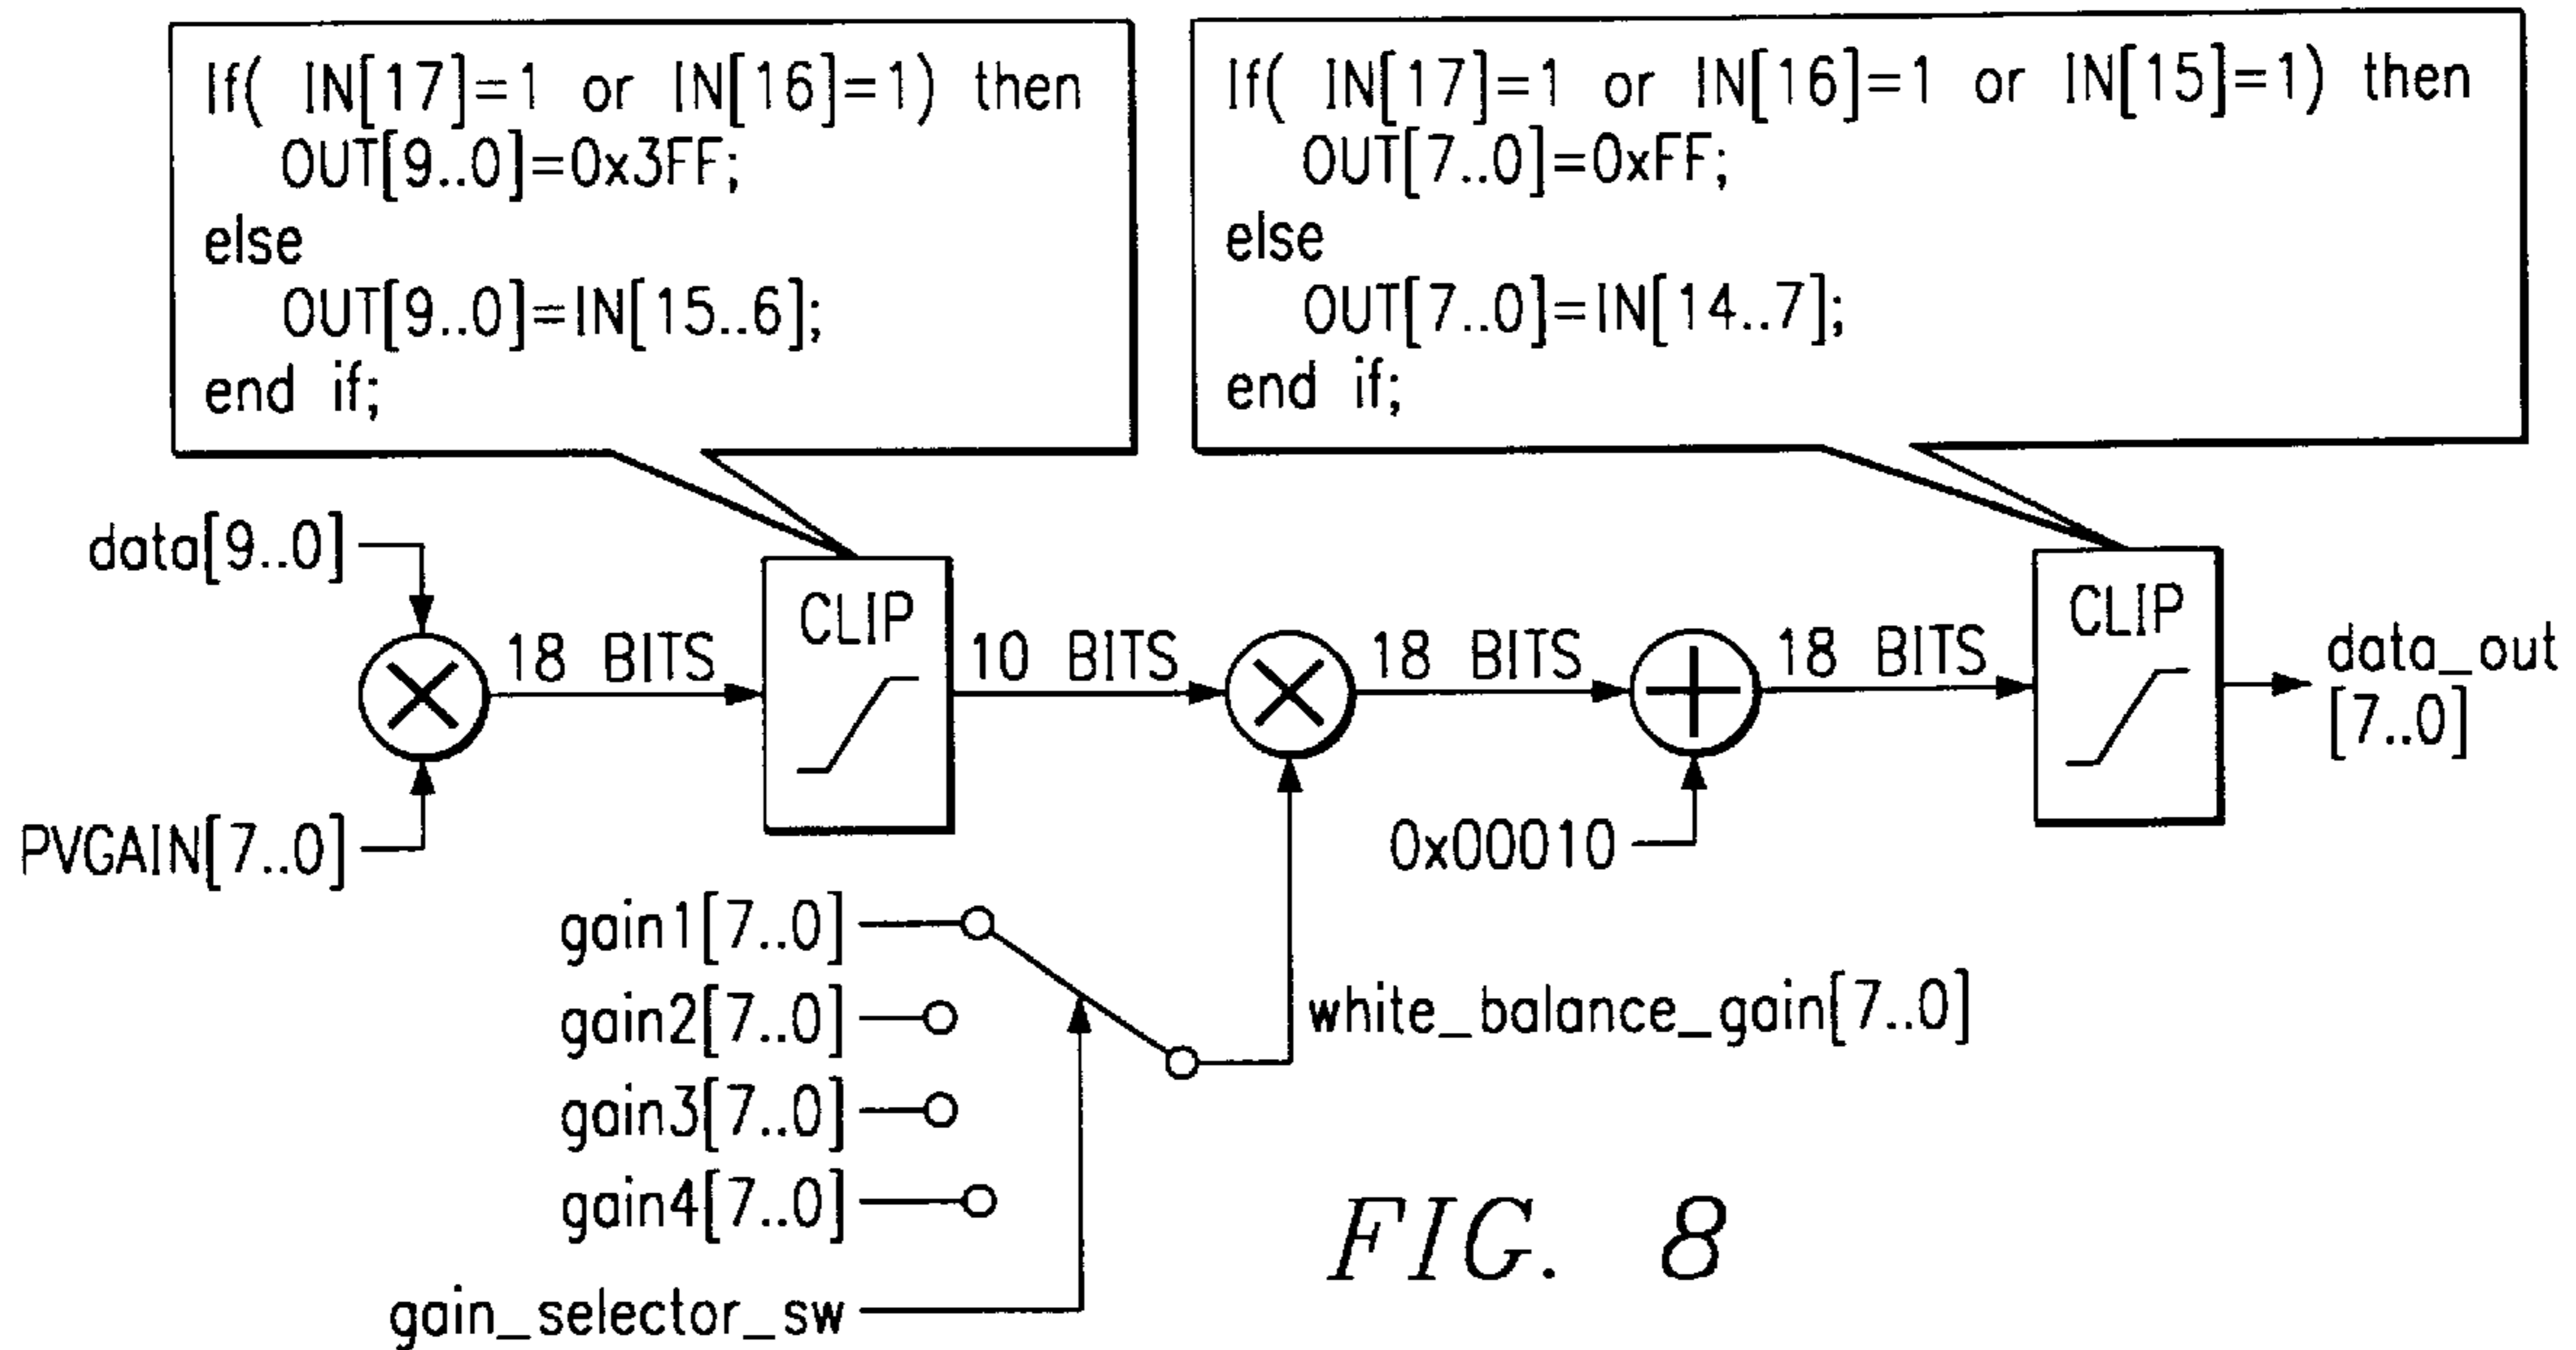 If( IN[17]=1 or IN[16]=1) then
OUT[9..0]=0x3FF;
else
OUT[9..0]=IN[15..6];
end if;
If( IN[17]=1 or IN[16]=1 or IN[15]=1) then
OUT[7..0]=0xFF;
else
OUT[7..0]=IN[14..7];
end if;
data[9..0]
18 BITS
CLIP
10 BITS
18 BITS
18 BITS
CLIP
data_out
[7..0]
PVGAIN[7..0]
0x00010
gain1[7..0]
gain2[7..0]
white_balance_gain[7..0]
gain3[7..0]
gain4[7..0]
gain_selector_sw
FIG. 8